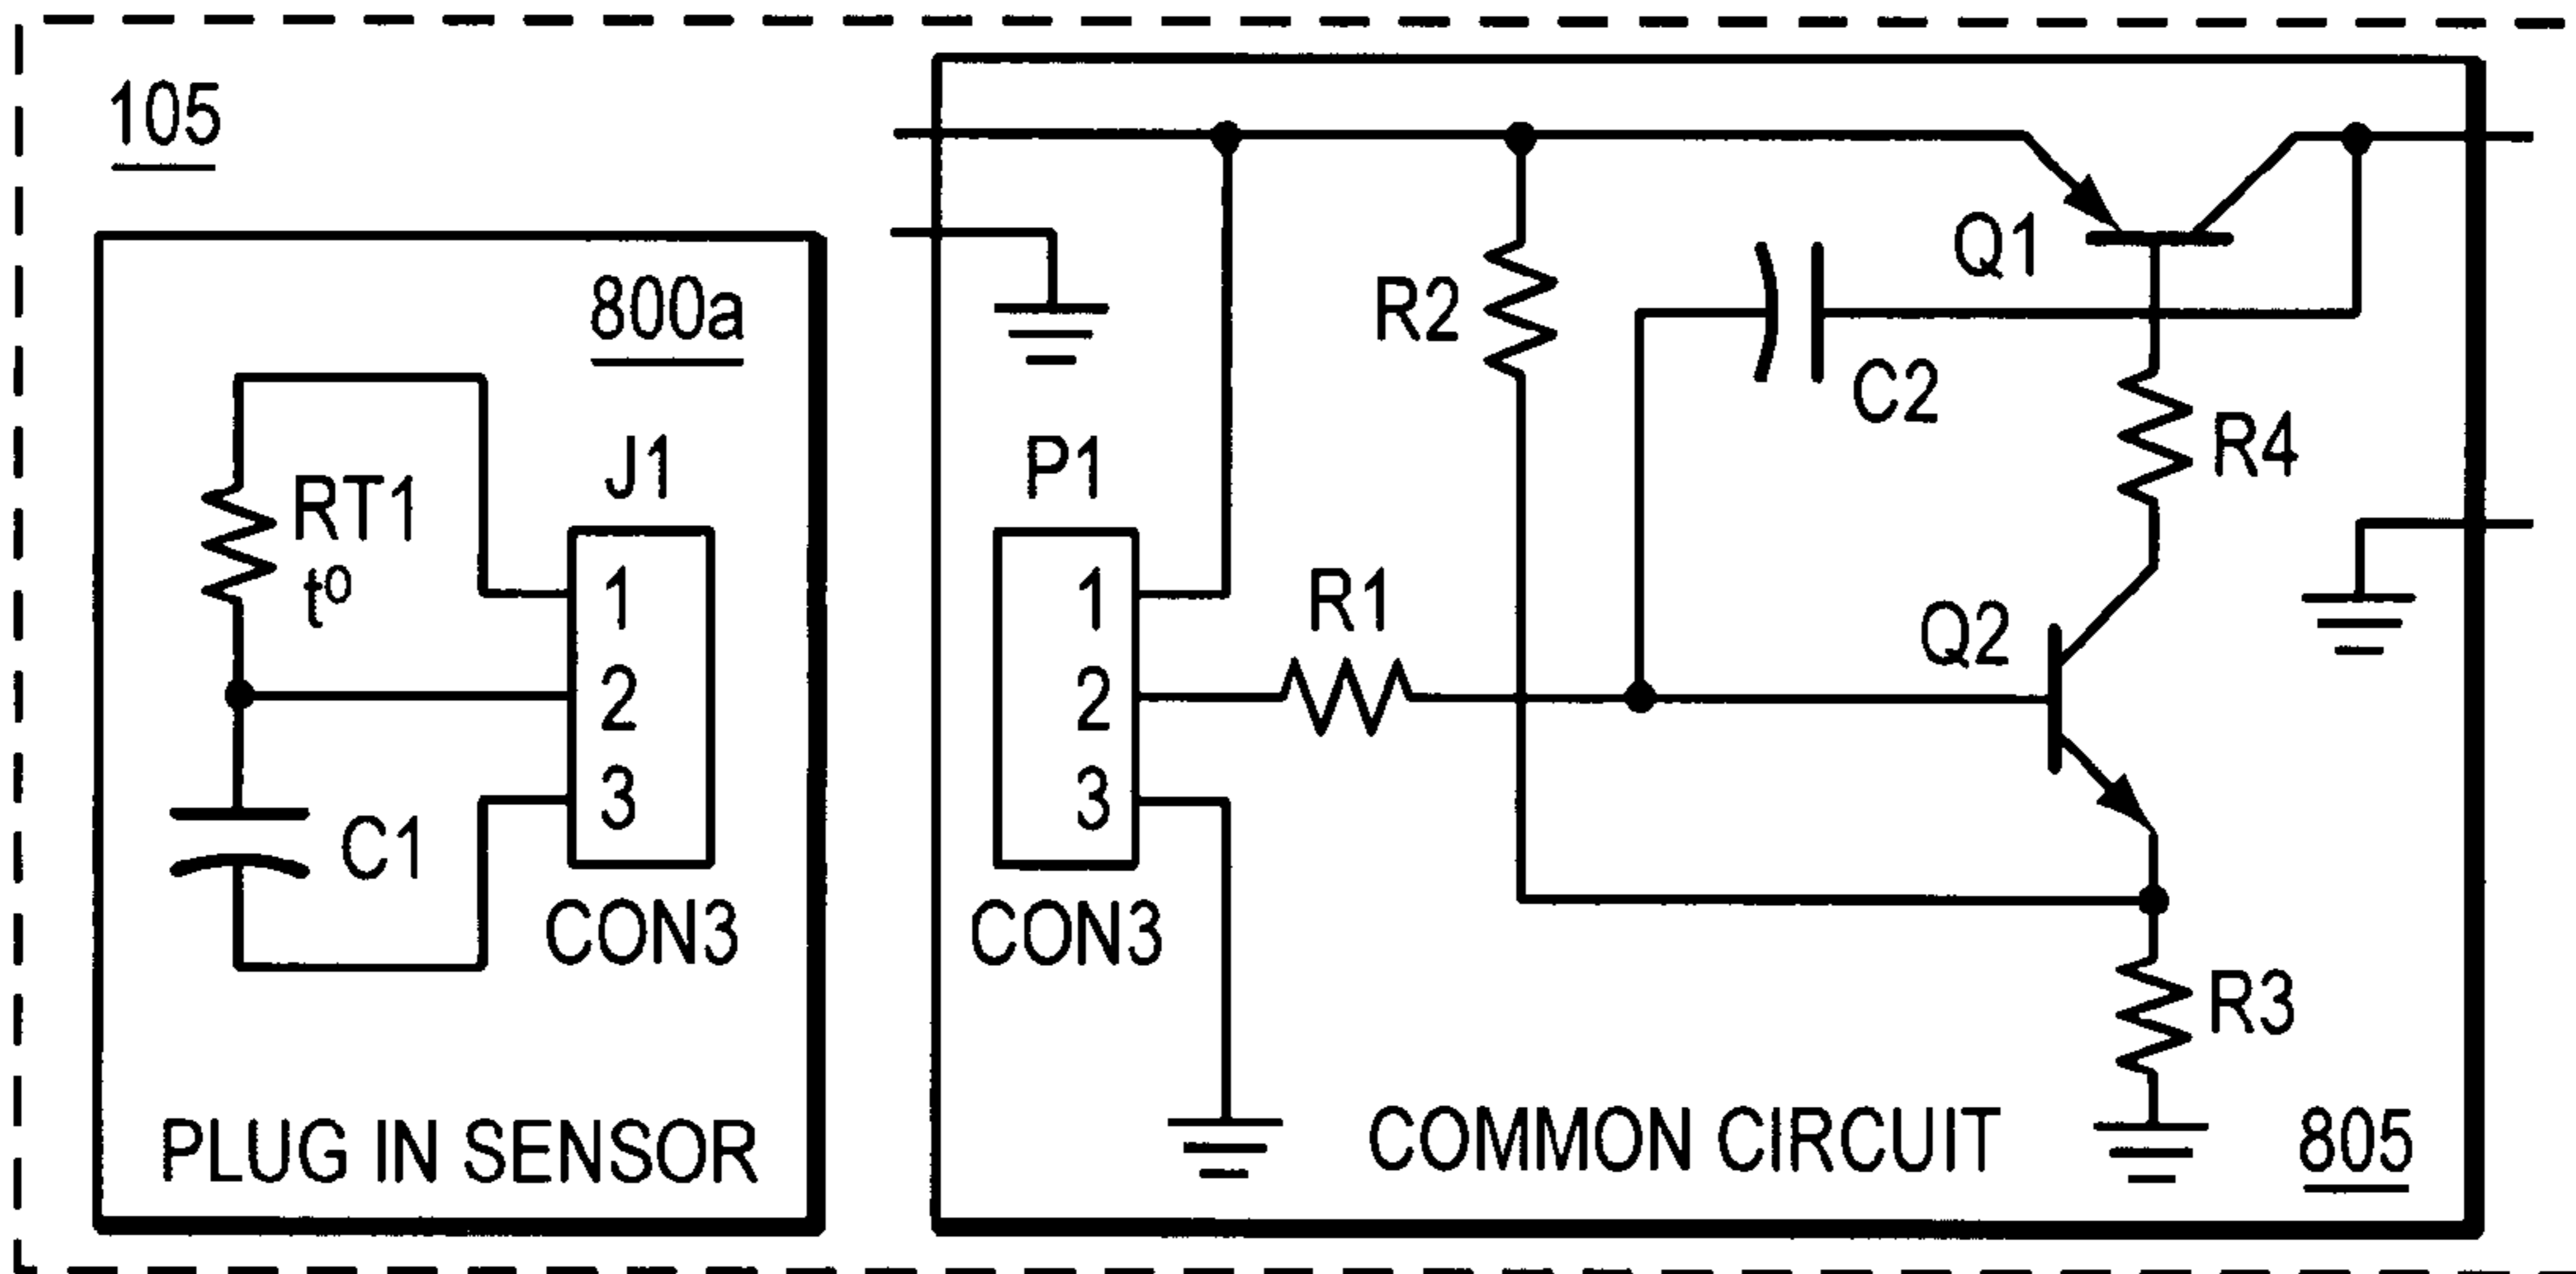 105
800a
RT1
t°
J1
1
2
3
C1
CON3
PLUG IN SENSOR
P1
1
2
3
CON3
R1
R2
C2
Q1
R4
Q2
R3
COMMON CIRCUIT
805